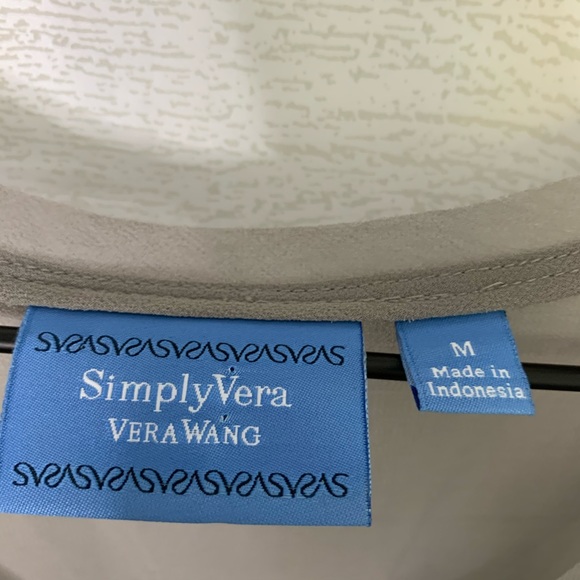 SimplyVera
VERA WANG
M
Made in
Indonesia